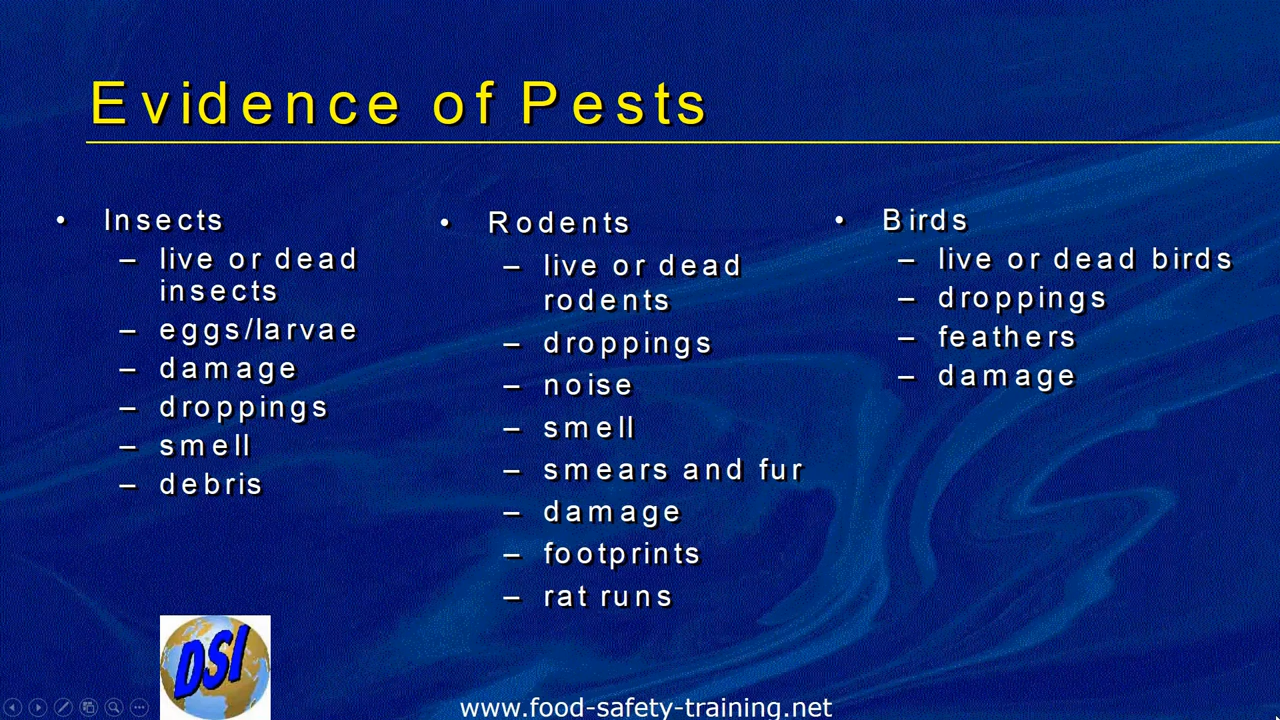 Evidence of Pests
• Insects
– live or dead
insects
– eggs/larvae
– damage
– droppings
– smell
– debris
• Rodents
– live or dead
rodents
– droppings
– noise
– smell
– smears and fur
– damage
– footprints
– rat runs
• Birds
– live or dead birds
– droppings
– feathers
– damage
DSI
www.food-safety-training.net